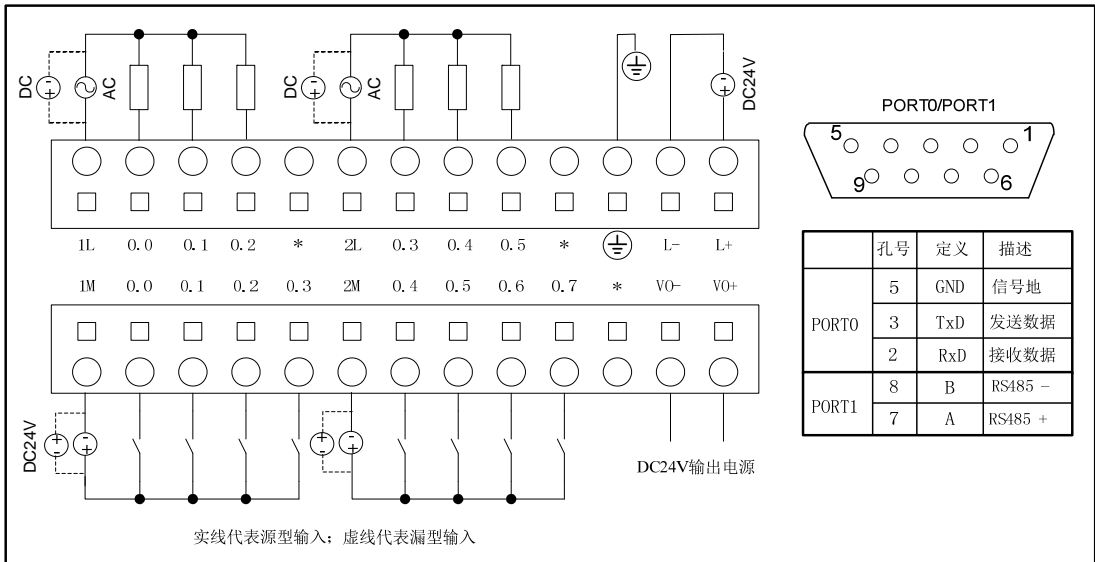 DC AC DC AC DC24V
1L 0.0 0.1 0.2 * 2L 0.3 0.4 0.5 * L- L+
1M 0.0 0.1 0.2 0.3 2M 0.4 0.5 0.6 0.7 * VO- VO+
DC24V
DC24V输出电源
实线代表源型输入；虚线代表漏型输入
PORT0/PORT1
5 1
9 6
孔号 定义 描述
PORT0
5 GND 信号地
3 TxD 发送数据
2 RxD 接收数据
PORT1
8 B RS485 -
7 A RS485 +